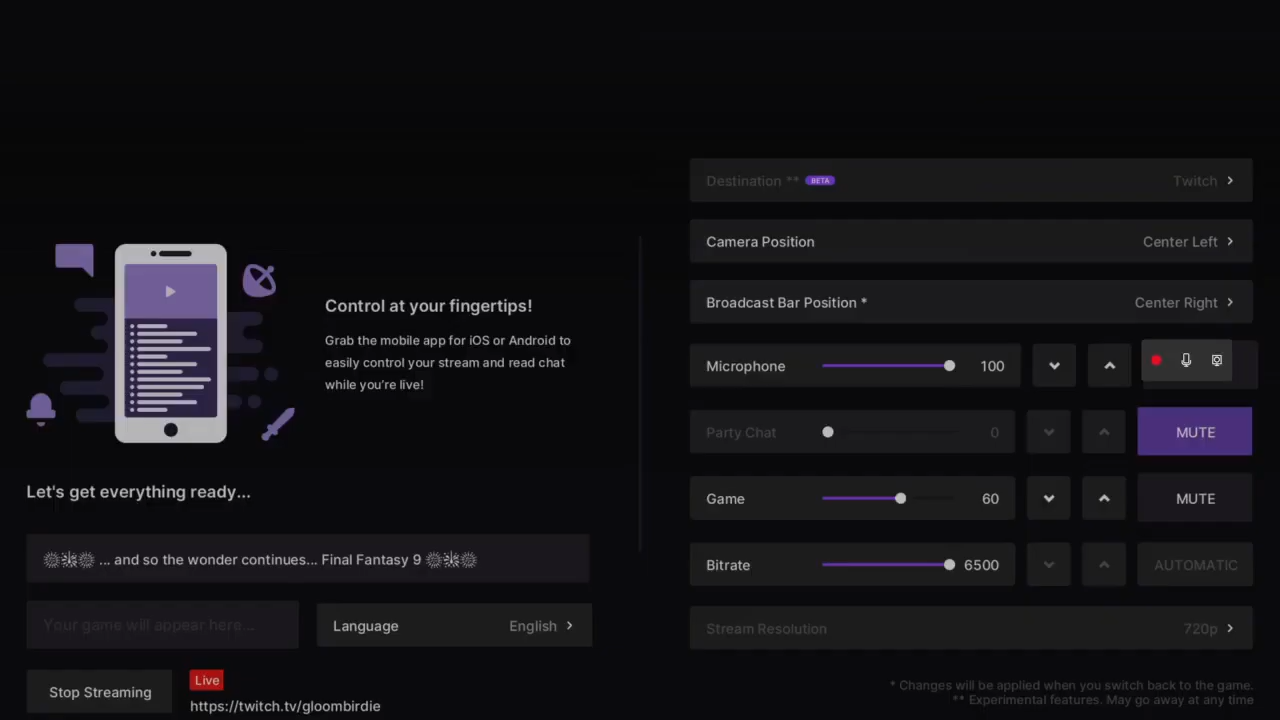 Destination ** BETA Twitch
Camera Position Center Left
Broadcast Bar Position * Center Right
Microphone 100
Party Chat 0 MUTE
Game 60 MUTE
Bitrate 6500 AUTOMATIC
Stream Resolution 720p
* Changes will be applied when you switch back to the game.
** Experimental features. May go away at any time
Control at your fingertips!
Grab the mobile app for iOS or Android to
easily control your stream and read chat
while you're live!
Let's get everything ready...
... and so the wonder continues... Final Fantasy 9
Your game will appear here...
Language English
Stop Streaming
Live
https://twitch.tv/gloombirdie